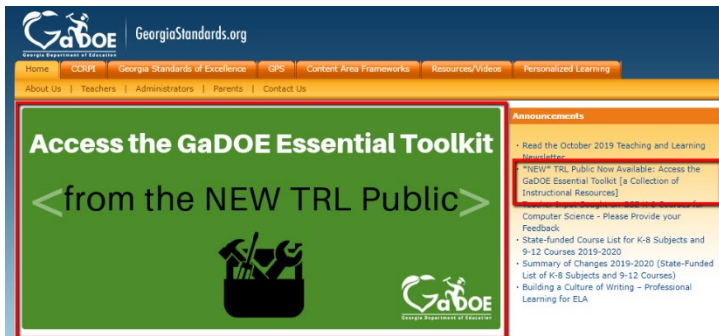 GaDOE
Georgia Department of Education
GeorgiaStandards.org
Home CCRPI Georgia Standards of Excellence GPS Content Area Frameworks Resources/Videos Personalized Learning
About Us | Teachers | Administrators | Parents | Contact Us
Access the GaDOE Essential Toolkit
<from the NEW TRL Public>
GaDOE
Georgia Department of Education
Announcements
· Read the October 2019 Teaching and Learning
Newsletter
· *NEW* TRL Public Now Available: Access the
GaDOE Essential Toolkit [a Collection of
Instructional Resources]
Computer Science - Please Provide your
Feedback
· State-funded Course List for K-8 Subjects and
9-12 Courses 2019-2020
· Summary of Changes 2019-2020 (State-Funded
List of K-8 Subjects and 9-12 Courses)
· Building a Culture of Writing – Professional
Learning for ELA